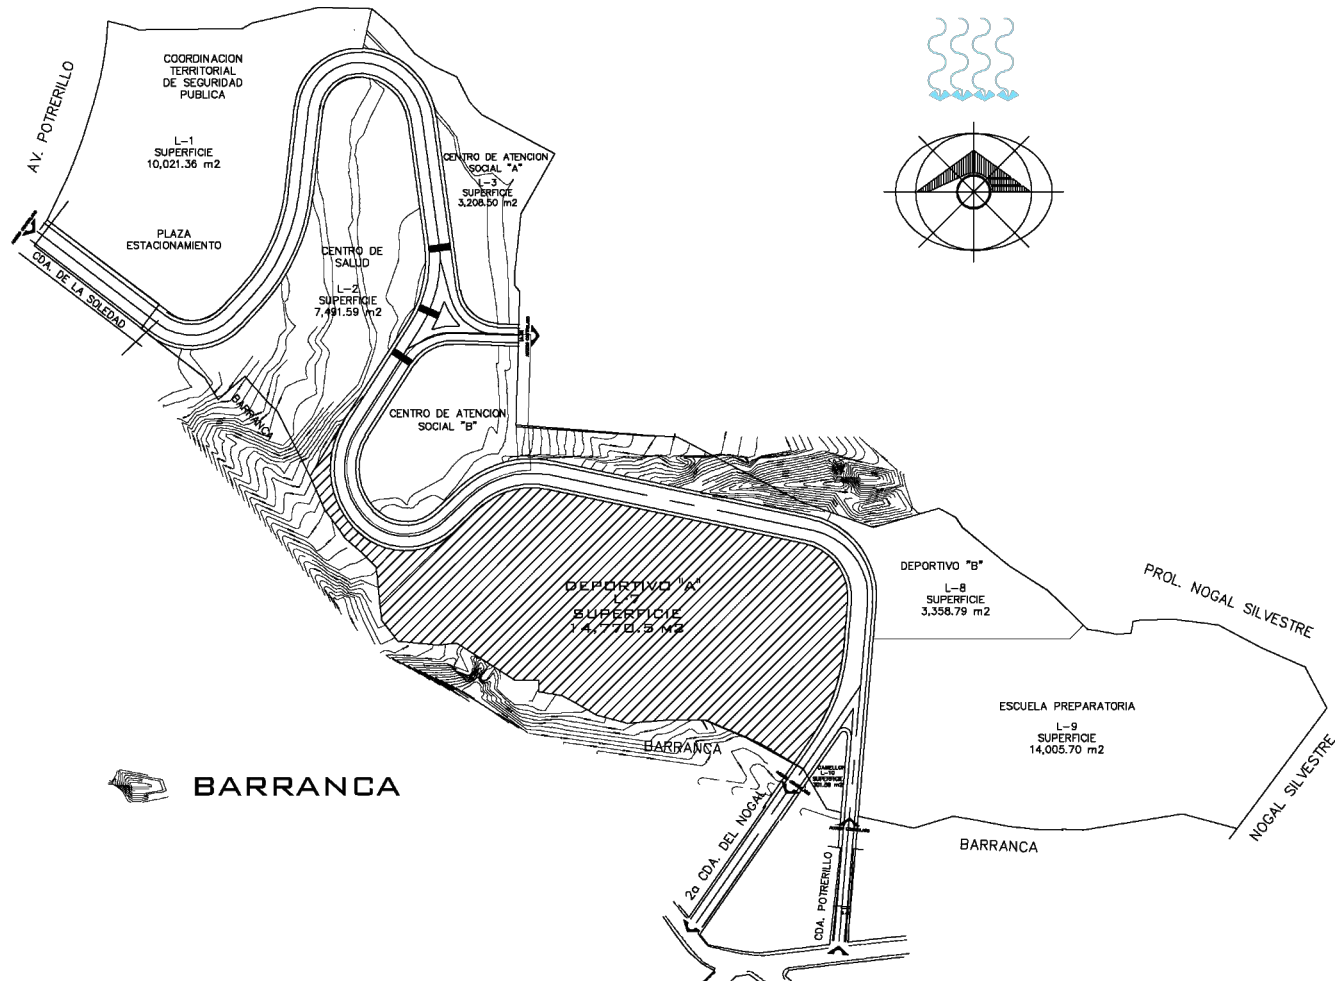 COORDINACION
TERRITORIAL
DE SEGURIDAD
PUBLICA
AV. POTRERILLO
L-1
SUPERFICIE
10,021.36 m2
PLAZA
ESTACIONAMIENTO
CDA. DE LA SOLEDAD
CENTRO DE ATENCION
SOCIAL "A"
L-3
SUPERFICIE
3,208.50 m2
CENTRO DE
SALUD
L-2
SUPERFICIE
7,491.59 m2
BARRANCA
CENTRO DE ATENCION
SOCIAL "B"
DEPORTIVO "A"
L-7
SUPERFICIE
14,770.5 M2
DEPORTIVO "B"
L-8
SUPERFICIE
3,358.79 m2
PROL. NOGAL SILVESTRE
ESCUELA PREPARATORIA
L-9
SUPERFICIE
14,005.70 m2
NOGAL SILVESTRE
BARRANCA
CAMELLON
L-10
SUPERFICIE
BARRANCA
2a CDA. DEL NOGAL
CDA. POTRERILLO
BARRANCA